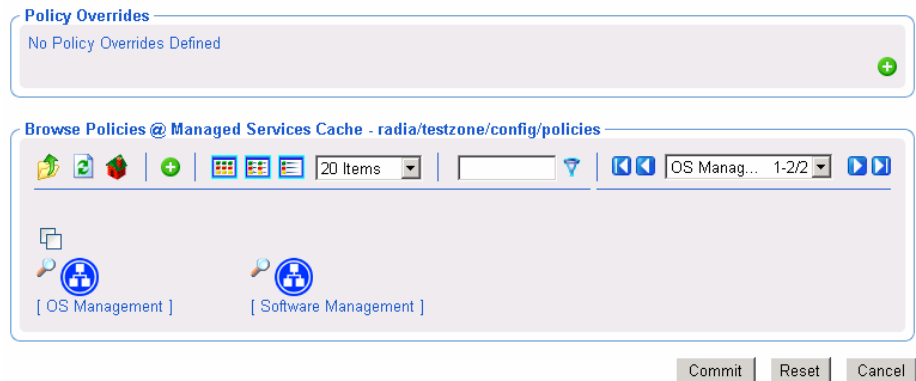 Policy Overrides
No Policy Overrides Defined
Browse Policies @ Managed Services Cache - radia/testzone/config/policies
20 Items
OS Manag... 1-2/2
[ OS Management ] [ Software Management ]
Commit Reset Cancel